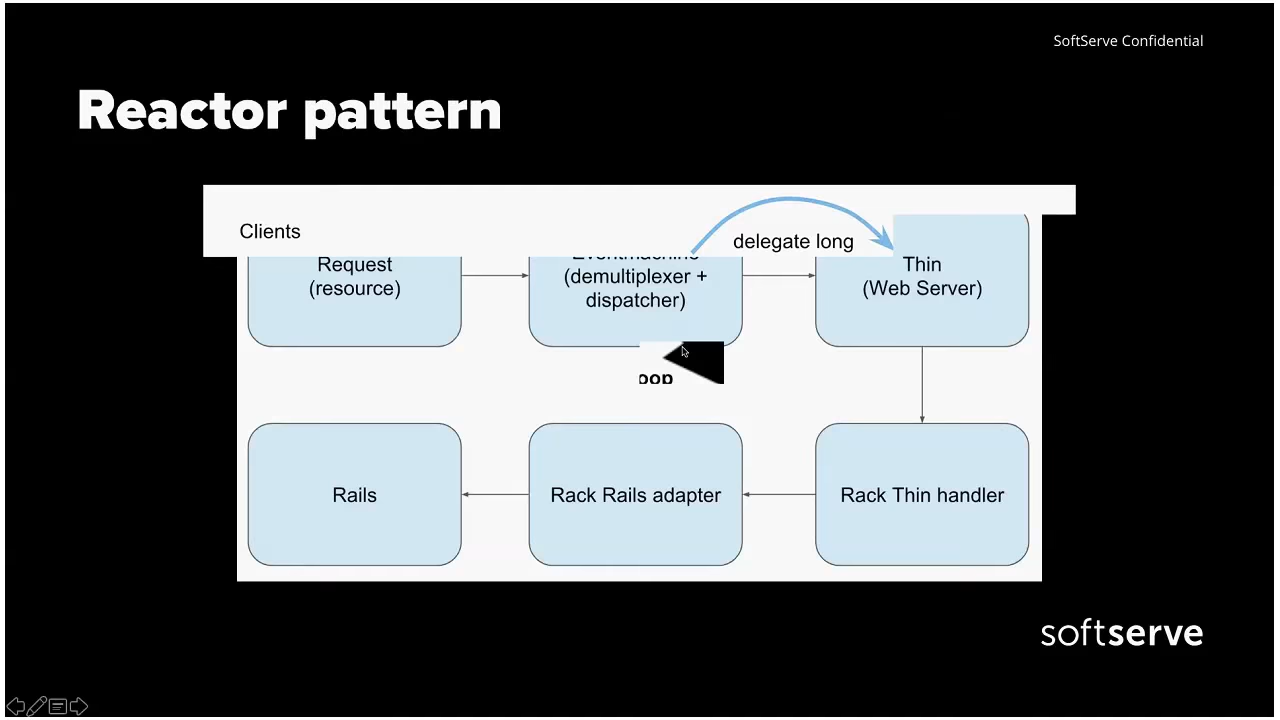 SoftServe Confidential
Reactor pattern
Clients
delegate long
Request
(resource)
(demultiplexer +
dispatcher)
Thin
(Web Server)
oop
Rails
Rack Rails adapter
Rack Thin handler
softserve